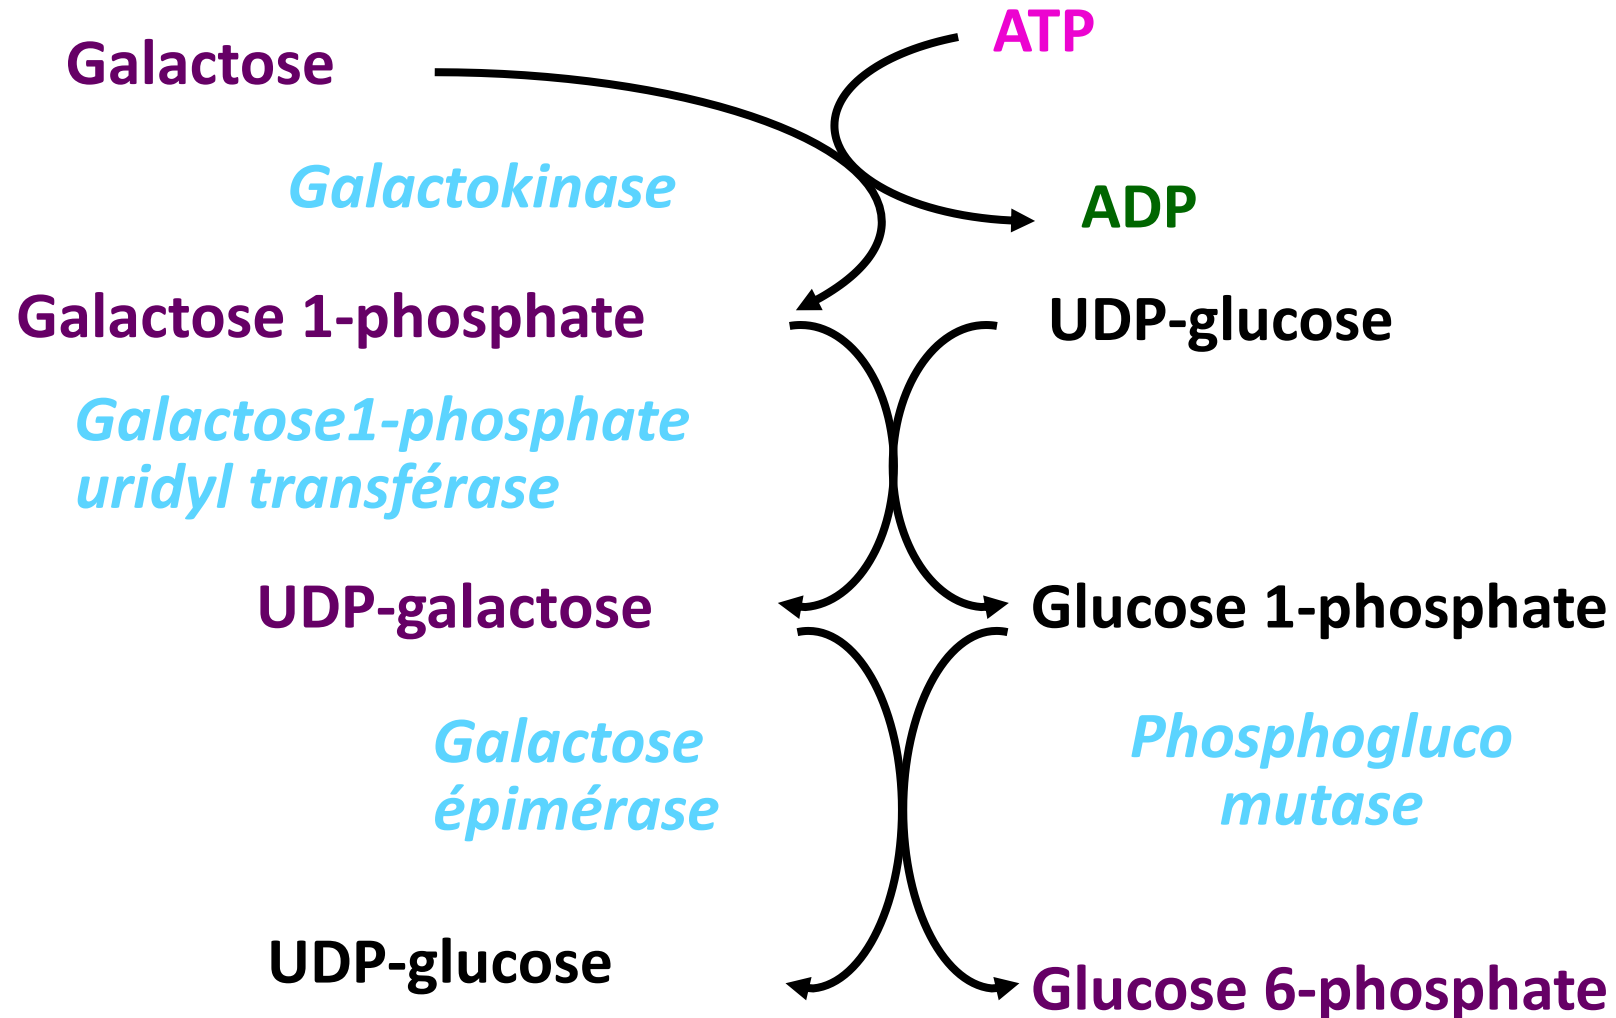 Galactose
ATP
Galactokinase
ADP
Galactose 1-phosphate
UDP-glucose
Galactose1-phosphate
uridyl transférase
UDP-galactose
Glucose 1-phosphate
Galactose
épimérase
Phosphogluco
mutase
UDP-glucose
Glucose 6-phosphate